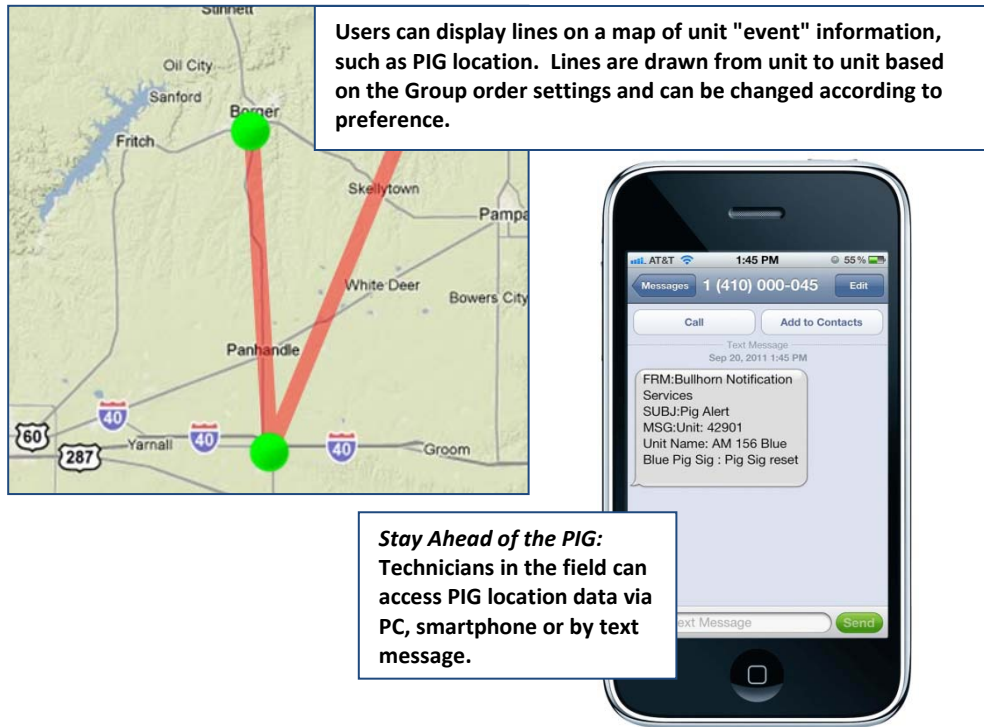 Stinnett
Oil City
Sanford
Borger
Fritch
Skellytown
Pampa
White Deer
Bowers City
Panhandle
40
60
Yarnall
40
40
Groom
287
Users can display lines on a map of unit "event" information,
such as PIG location. Lines are drawn from unit to unit based
on the Group order settings and can be changed according to
preference.
AT&T
1:45 PM
55%
Messages
1 (410) 000-045
Edit
Call
Add to Contacts
Text Message
Sep 20, 2011 1:45 PM
FRM:Bullhorn Notification
Services
SUBJ:Pig Alert
MSG:Unit: 42901
Unit Name: AM 156 Blue
Blue Pig Sig : Pig Sig reset
ext Message
Send
Stay Ahead of the PIG:
Technicians in the field can
access PIG location data via
PC, smartphone or by text
message.